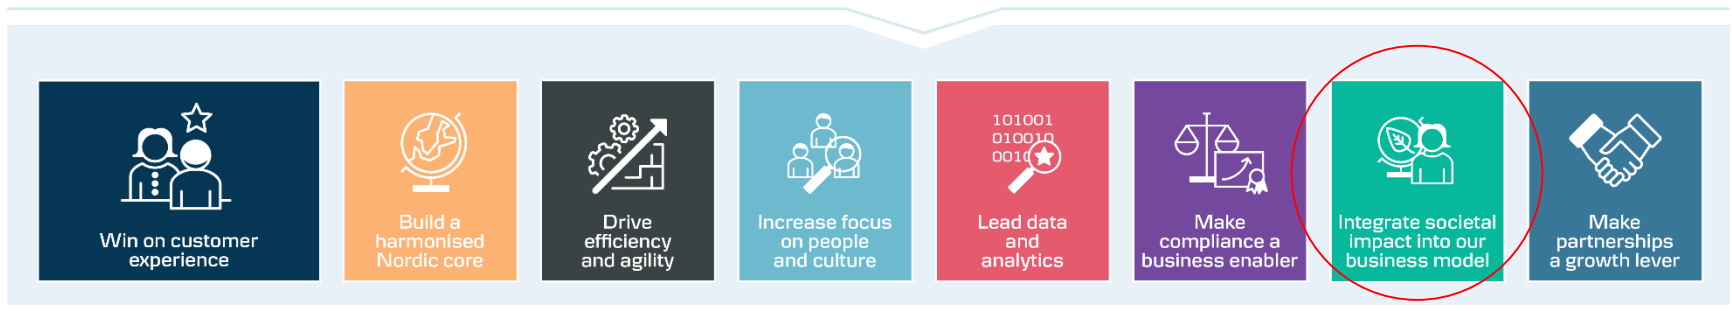 Win on customer
experience
Build a
harmonised
Nordic core
Drive
efficiency
and agility
Increase focus
on people
and culture
101001
010010
0010
Lead data
and
analytics
Make
compliance a
business enabler
Integrate societal
impact into our
business model
Make
partnerships
a growth lever